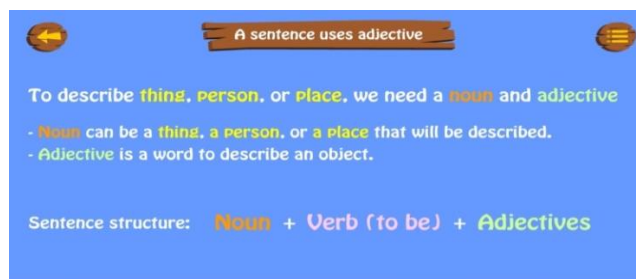 A sentence uses adjective
To describe thing, person, or place, we need a noun and adjective
- Noun can be a thing, a person, or a place that will be described.
- Adjective is a word to describe an object.
Sentence structure: Noun + Verb (to be) + Adjectives